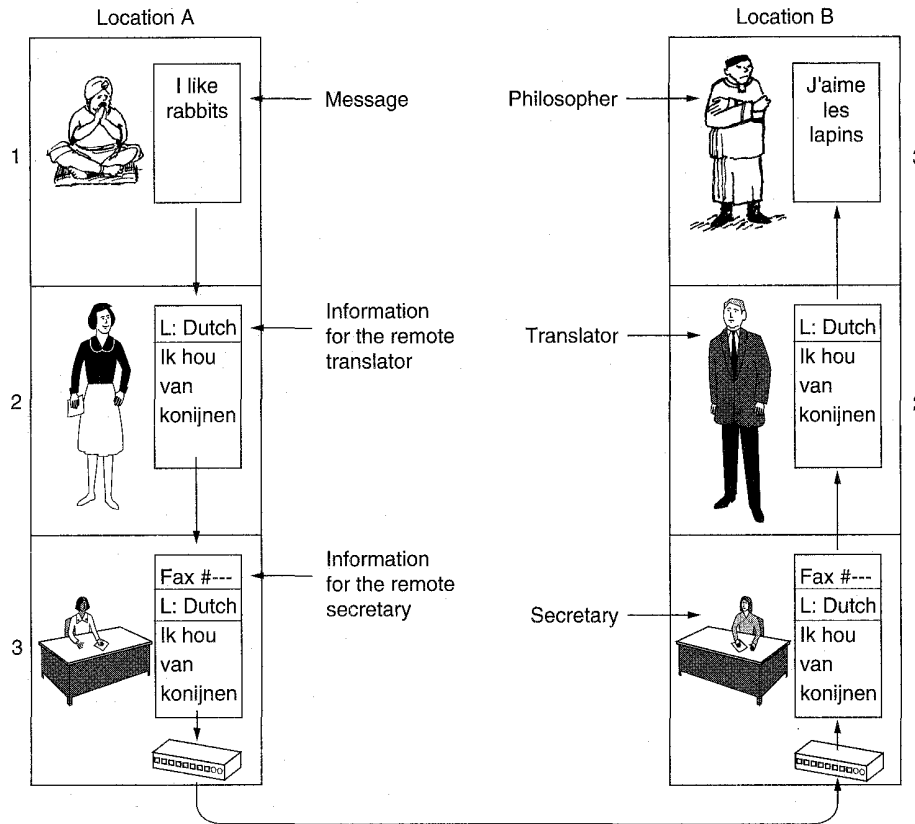 Location A
Location B
I like
rabbits
Message
Philosopher
J'aime
les
lapins
1
3
L: Dutch
Ik hou
van
konijnen
Information
for the remote
translator
Translator
L: Dutch
Ik hou
van
konijnen
2
2
Fax #---
L: Dutch
Ik hou
van
konijnen
Information
for the remote
secretary
Secretary
Fax #---
L: Dutch
Ik hou
van
konijnen
3